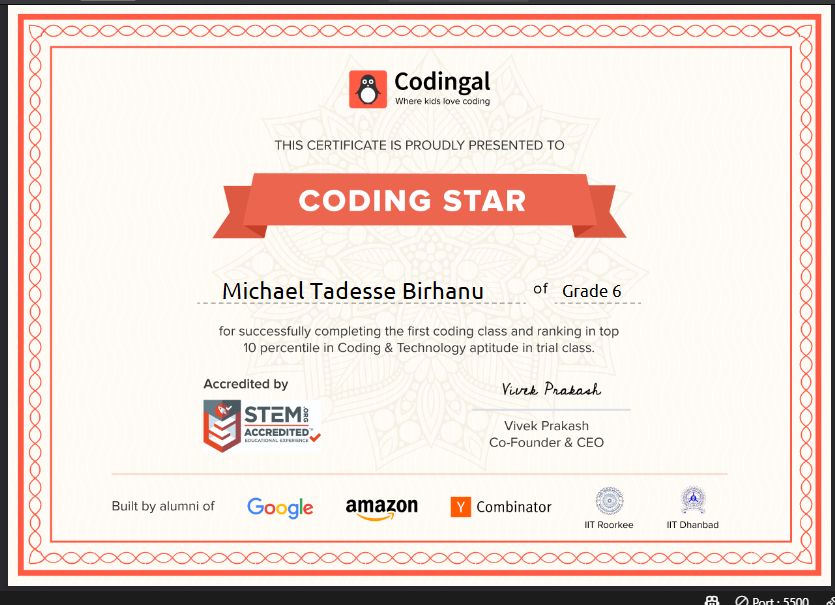 Codingal
Where kids love coding
THIS CERTIFICATE IS PROUDLY PRESENTED TO
CODING STAR
Michael Tadesse Birhanu of Grade 6
for successfully completing the first coding class and ranking in top
10 percentile in Coding & Technology aptitude in trial class.
Accredited by
STEM.ORG
ACCREDITED™
EDUCATIONAL EXPERIENCE
Vivek Prakash
Vivek Prakash
Co-Founder & CEO
Built by alumni of Google amazon Y Combinator
IIT Roorkee IIT Dhanbad
Port : 5500